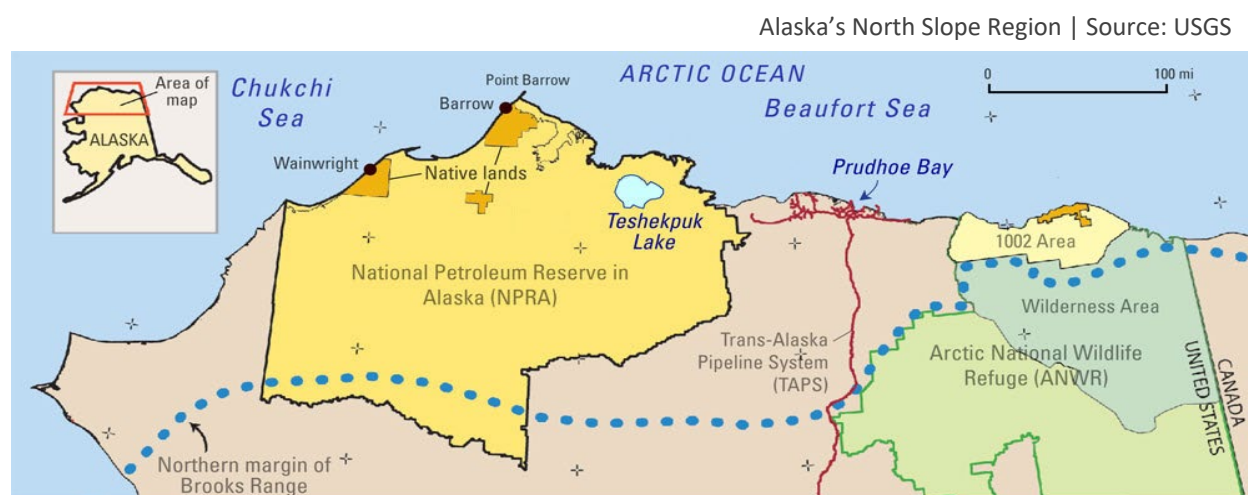 Alaska’s North Slope Region | Source: USGS
Area of
map
ALASKA
Chukchi
Sea
Point Barrow
Barrow
ARCTIC OCEAN
Beaufort Sea
0
100 mi
Wainwright
Native lands
Prudhoe Bay
Teshekpuk
Lake
1002 Area
National Petroleum Reserve in
Alaska (NPRA)
Wilderness Area
Trans-Alaska
Pipeline System
(TAPS)
Arctic National Wildlife
Refuge (ANWR)
UNITED STATES
CANADA
Northern margin of
Brooks Range